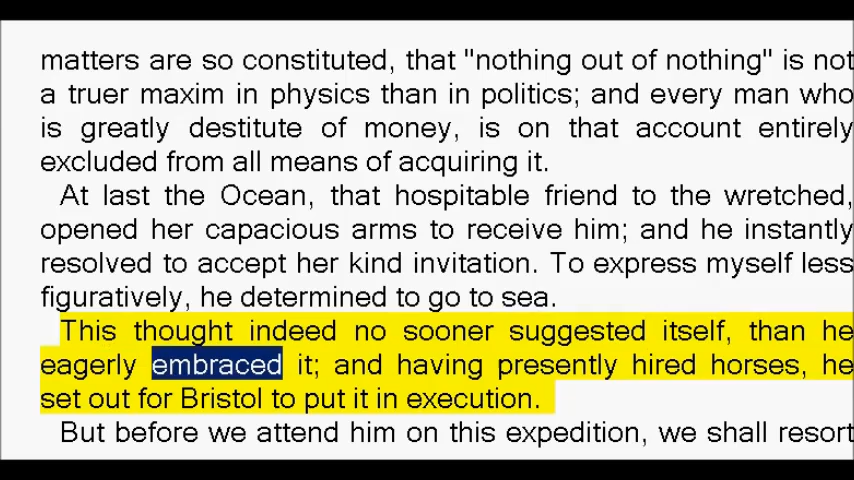 matters are so constituted, that "nothing out of nothing" is not
a truer maxim in physics than in politics; and every man who
is greatly destitute of money, is on that account entirely
excluded from all means of acquiring it.
At last the Ocean, that hospitable friend to the wretched,
opened her capacious arms to receive him; and he instantly
resolved to accept her kind invitation. To express myself less
figuratively, he determined to go to sea.
This thought indeed no sooner suggested itself, than he
eagerly embraced it; and having presently hired horses, he
set out for Bristol to put it in execution.
But before we attend him on this expedition, we shall resort